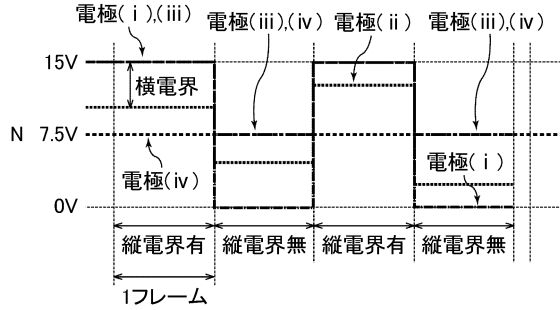 電極(ⅰ),(ⅲ)
電極(ⅲ),(ⅳ)
電極(ⅱ)
電極(ⅲ),(ⅳ)
15V
横電界
N 7.5V
電極(ⅳ)
電極(ⅰ)
0V
縦電界有 縦電界無 縦電界有 縦電界無
1フレーム